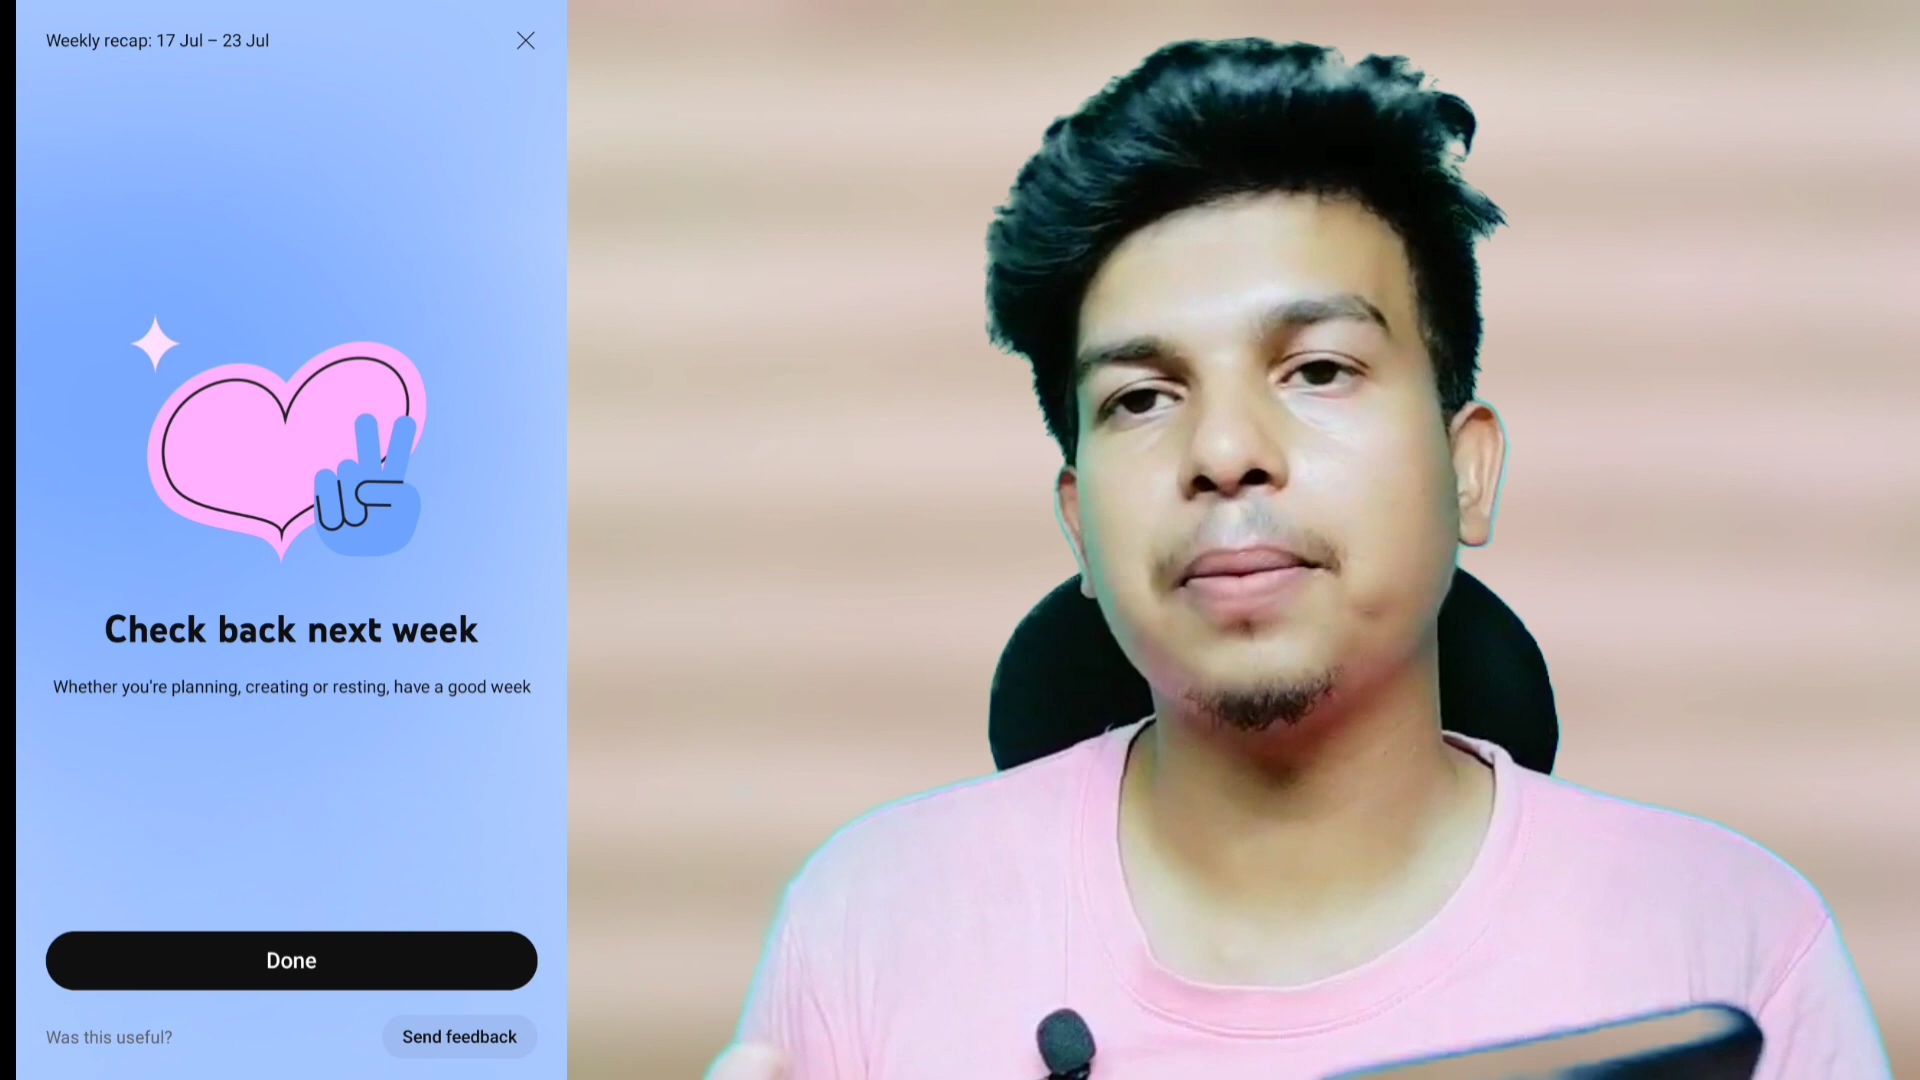 Weekly recap: 17 Jul – 23 Jul
Check back next week
Whether you're planning, creating or resting, have a good week
Done
Was this useful?
Send feedback